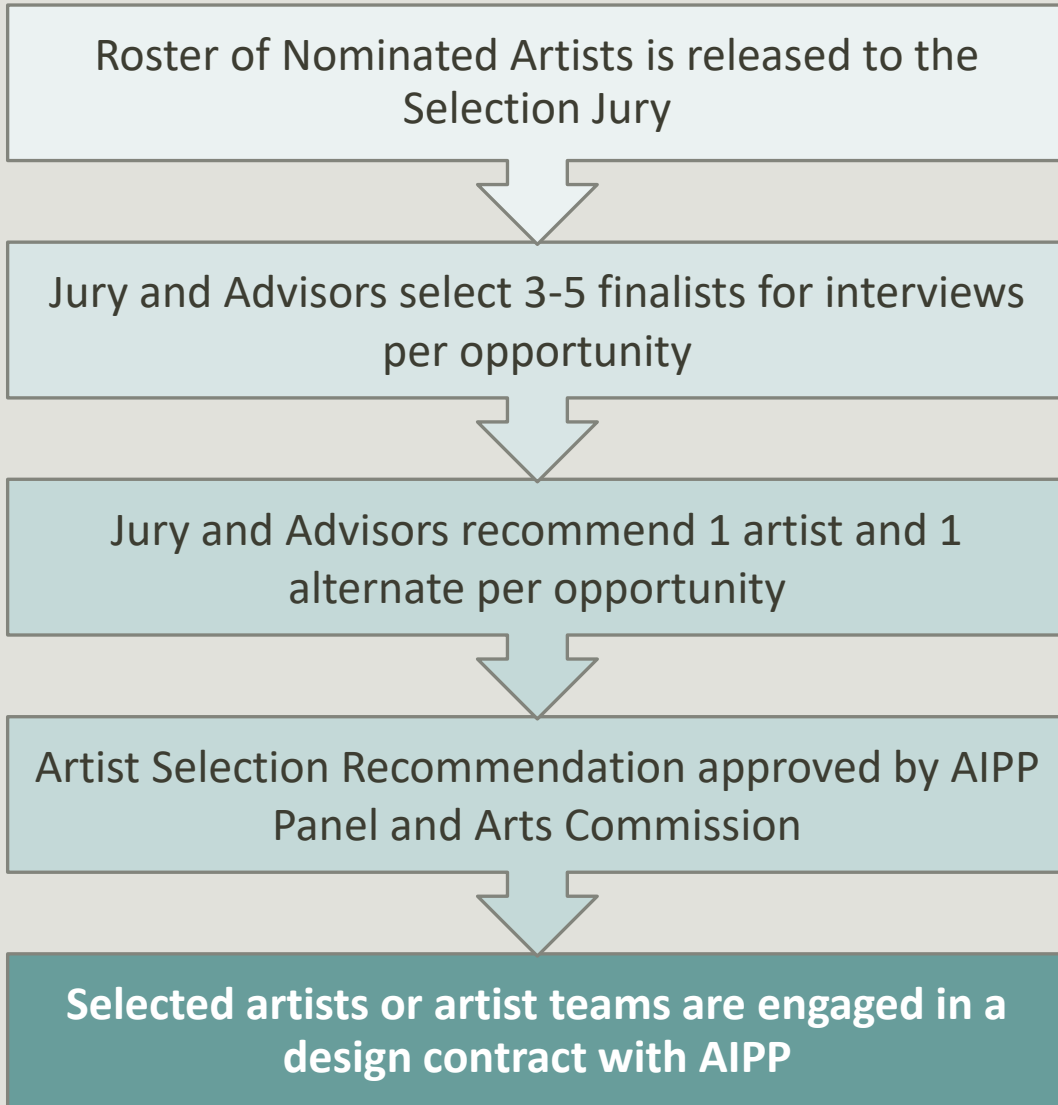 Roster of Nominated Artists is released to the
Selection Jury
Jury and Advisors select 3-5 finalists for interviews
per opportunity
Jury and Advisors recommend 1 artist and 1
alternate per opportunity
Artist Selection Recommendation approved by AIPP
Panel and Arts Commission
Selected artists or artist teams are engaged in a
design contract with AIPP